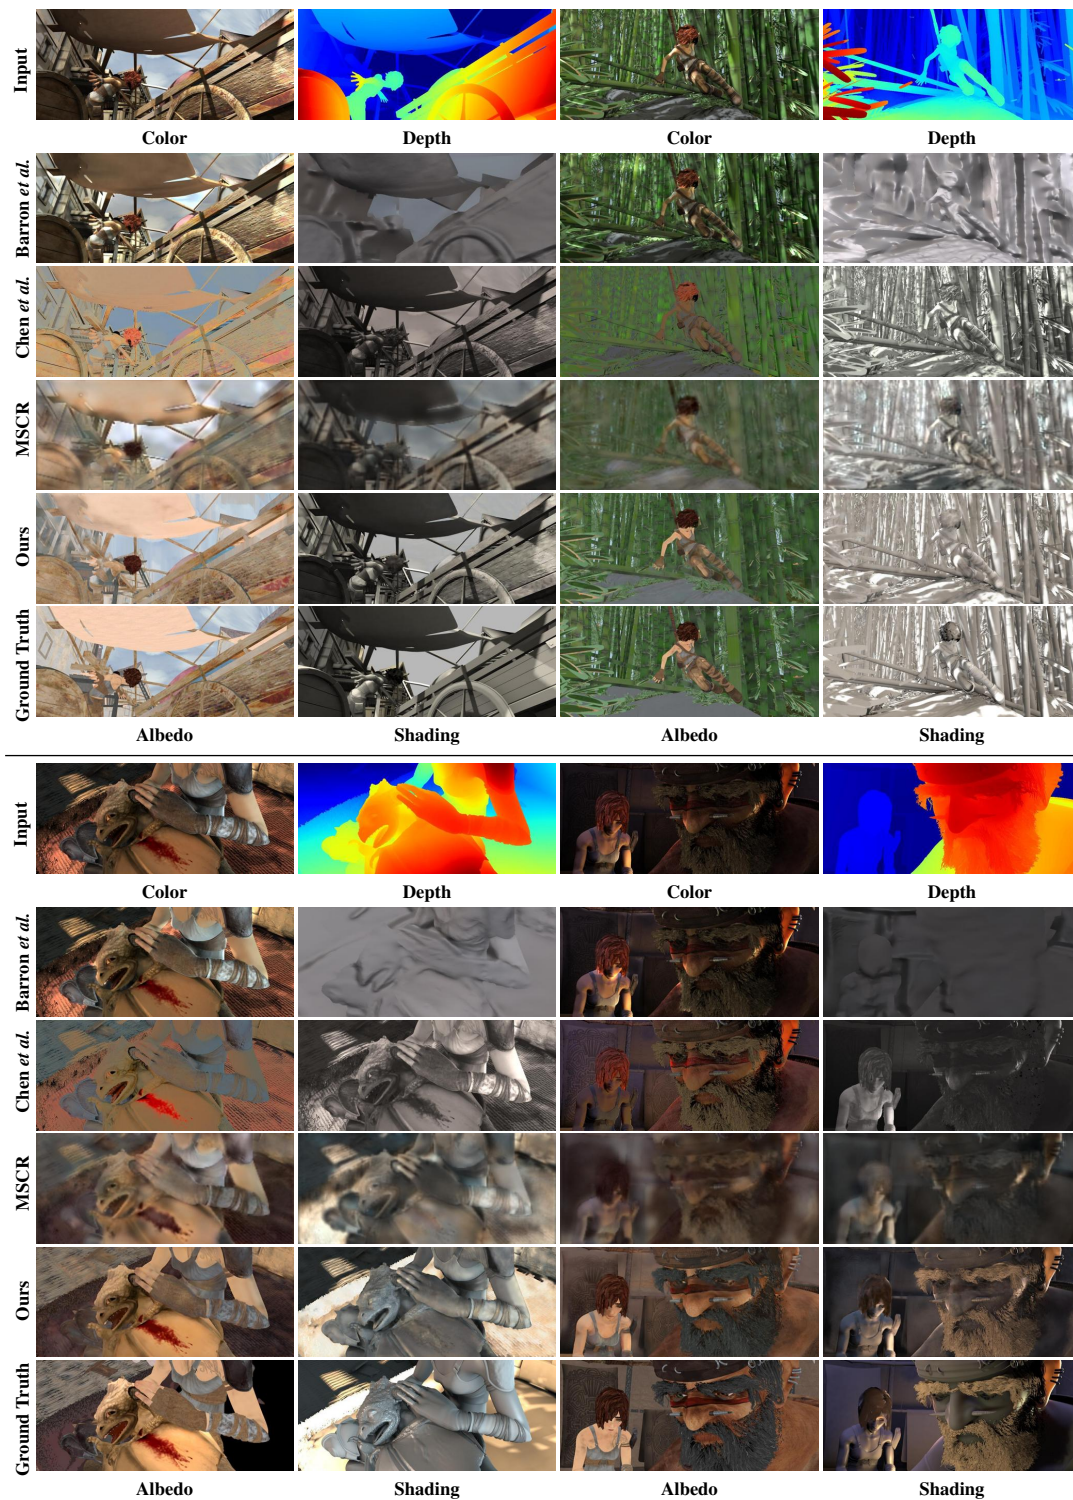 Input
Color Depth Color Depth
Barron et al.
Chen et al.
MSCR
Ours
Ground Truth
Albedo Shading Albedo Shading
Input
Color Depth Color Depth
Barron et al.
Chen et al.
MSCR
Ours
Ground Truth
Albedo Shading Albedo Shading